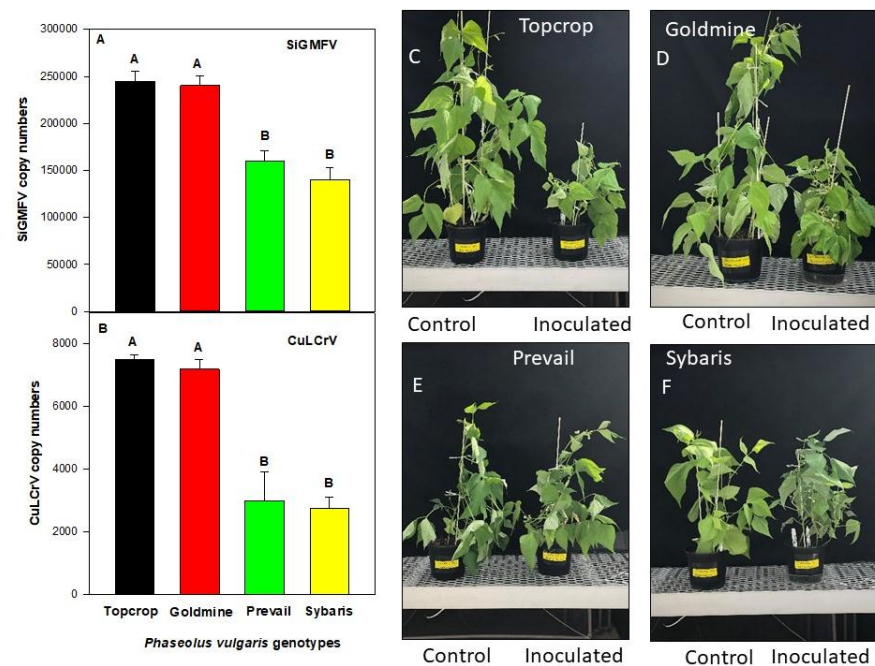 A
SiGMFV
300000
250000
200000
150000
100000
50000
0
SiGMFV copy numbers
A
A
B
B
B
CuLCrV
8000
6000
4000
2000
0
CuLCrV copy numbers
A
A
B
B
Topcrop Goldmine Prevail Sybaris
Phaseolus vulgaris genotypes
C
Topcrop
Control Inoculated
D
Goldmine
Control Inoculated
E
Prevail
Control Inoculated
F
Sybaris
Control Inoculated